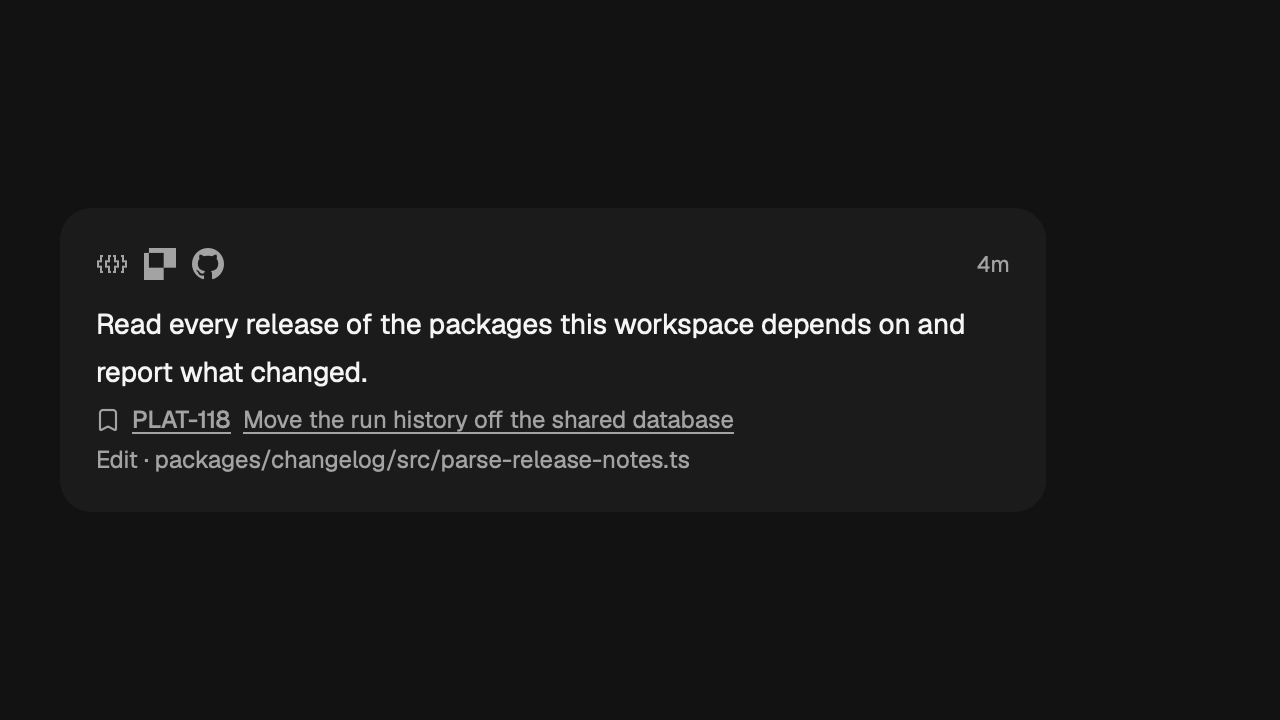 4m
Read every release of the packages this workspace depends on and
report what changed.
PLAT-118 Move the run history off the shared database
Edit · packages/changelog/src/parse-release-notes.ts